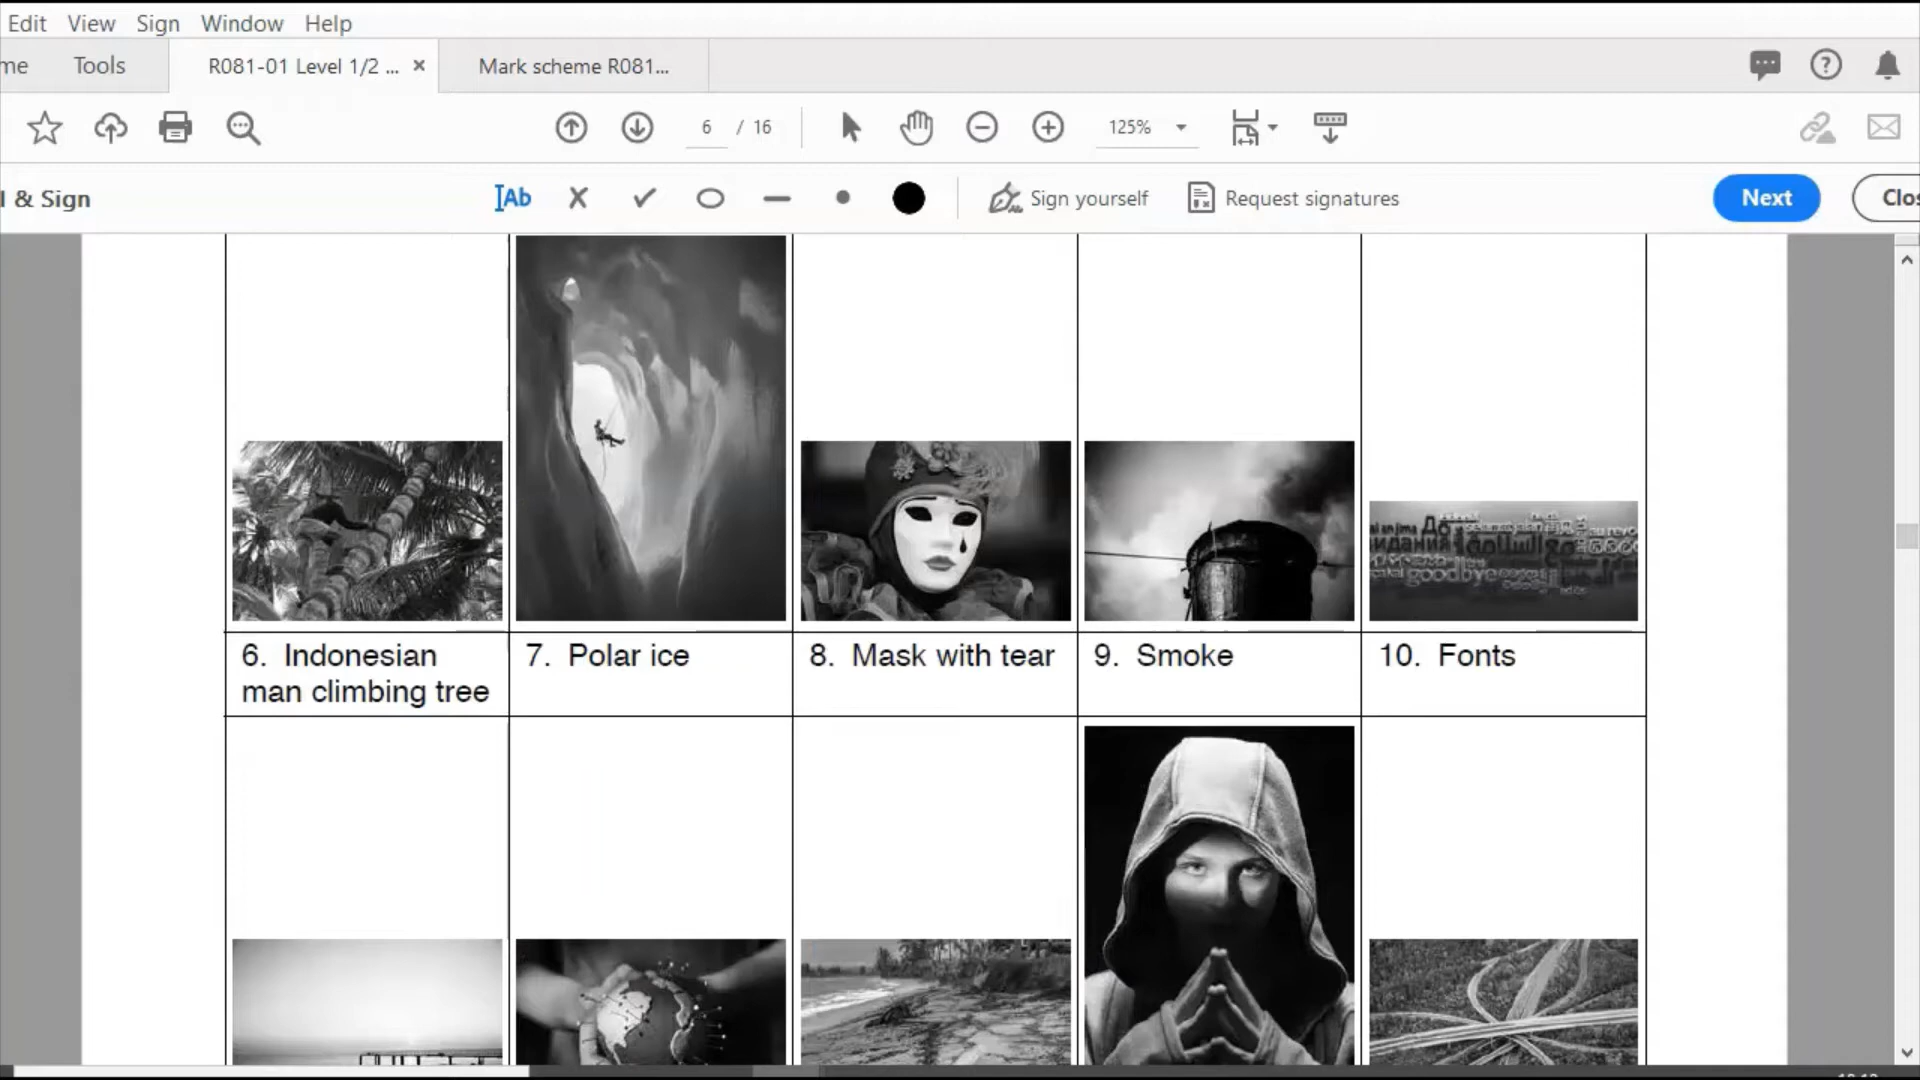 Edit View Sign Window Help
me Tools R081-01 Level 1/2 ... × Mark scheme R081...
6 / 16 125%
l & Sign Ab Sign yourself Request signatures Next Clos
goodbye
6. Indonesian
man climbing tree
7. Polar ice
8. Mask with tear
9. Smoke
10. Fonts